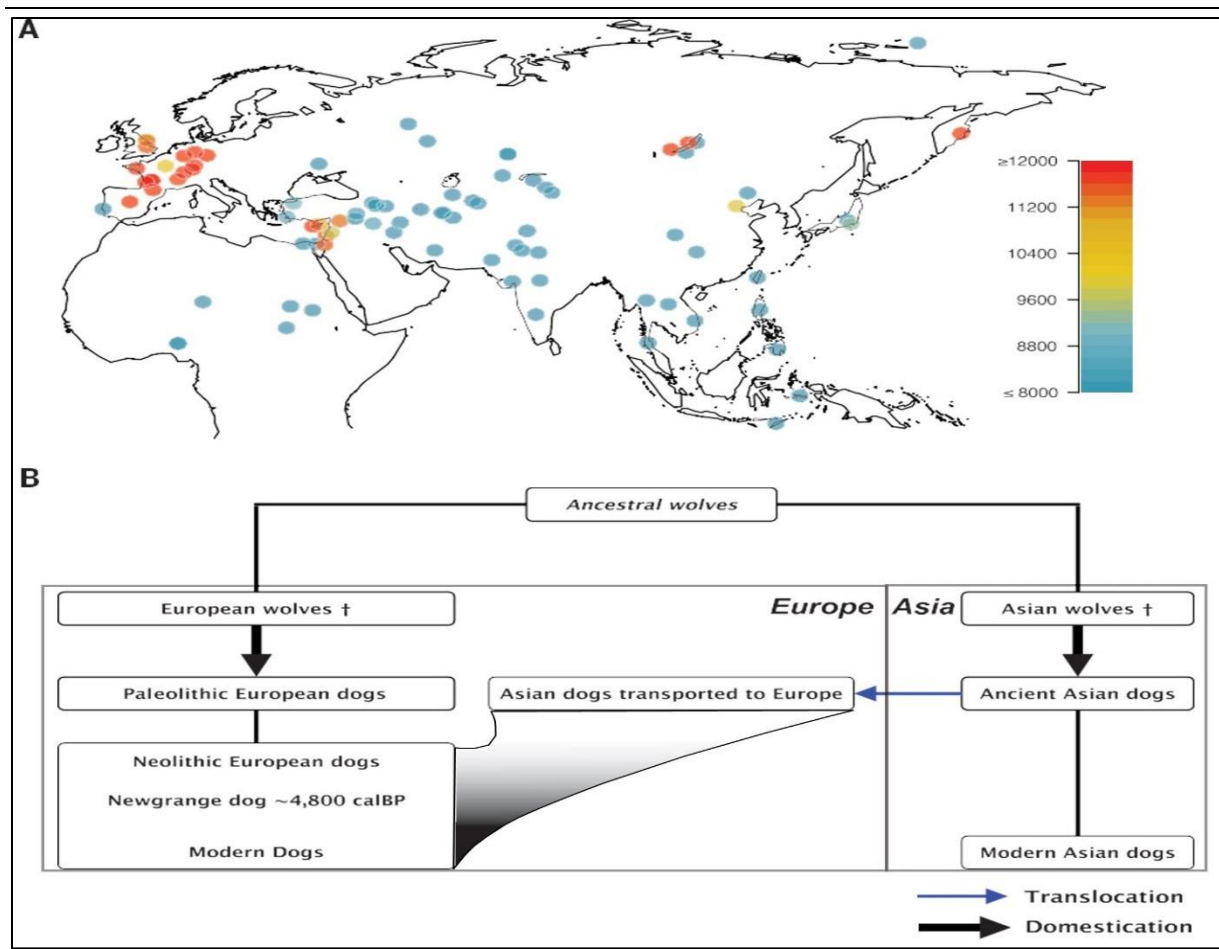 A
≥12000
11200
10400
9600
8800
≤ 8000
B
Ancestral wolves
European wolves †
Europe
Asia
Asian wolves †
Paleolithic European dogs
Asian dogs transported to Europe
Ancient Asian dogs
Neolithic European dogs
Newgrange dog ~4,800 calBP
Modern Dogs
Modern Asian dogs
Translocation
Domestication